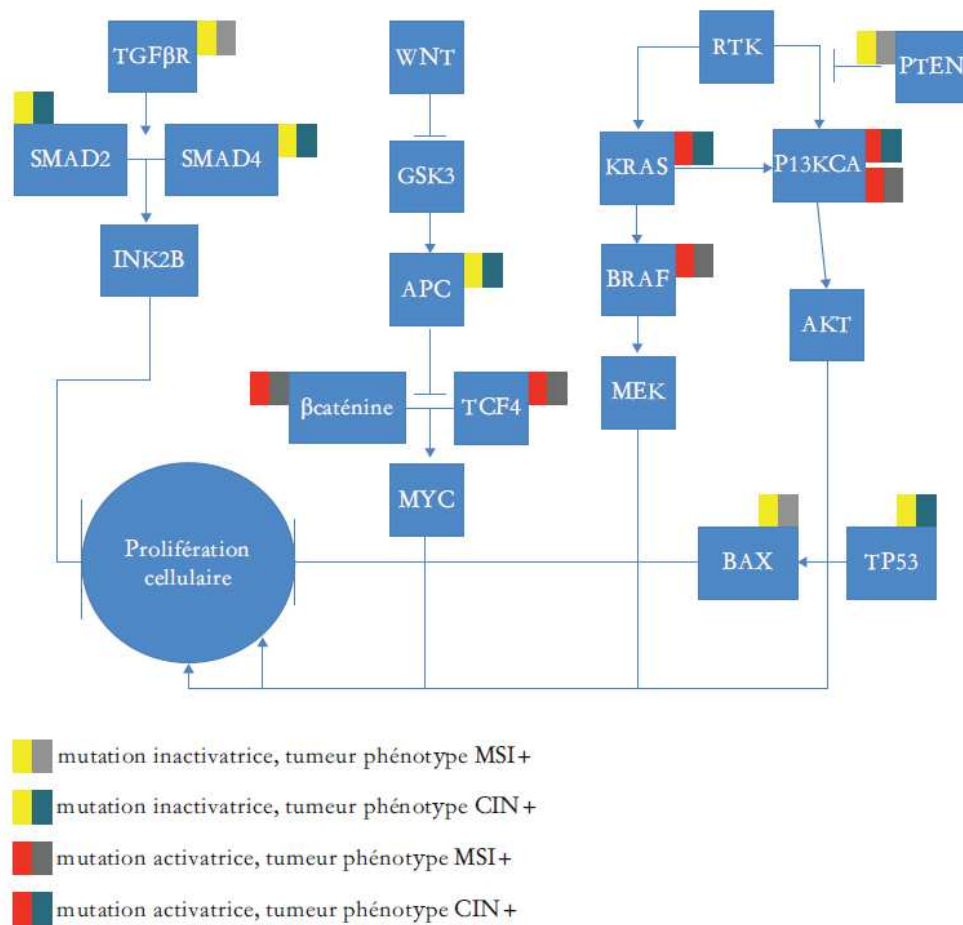 TGFβR
WNT
RTK
PTEN
SMAD2
SMAD4
GSK3
KRAS
P13KCA
INK2B
APC
BRAF
AKT
βcaténine
TCF4
MEK
MYC
Prolifération
cellulaire
BAX
TP53
mutation inactivatrice, tumeur phénotype MSI+
mutation inactivatrice, tumeur phénotype CIN+
mutation activatrice, tumeur phénotype MSI+
mutation activatrice, tumeur phénotype CIN+